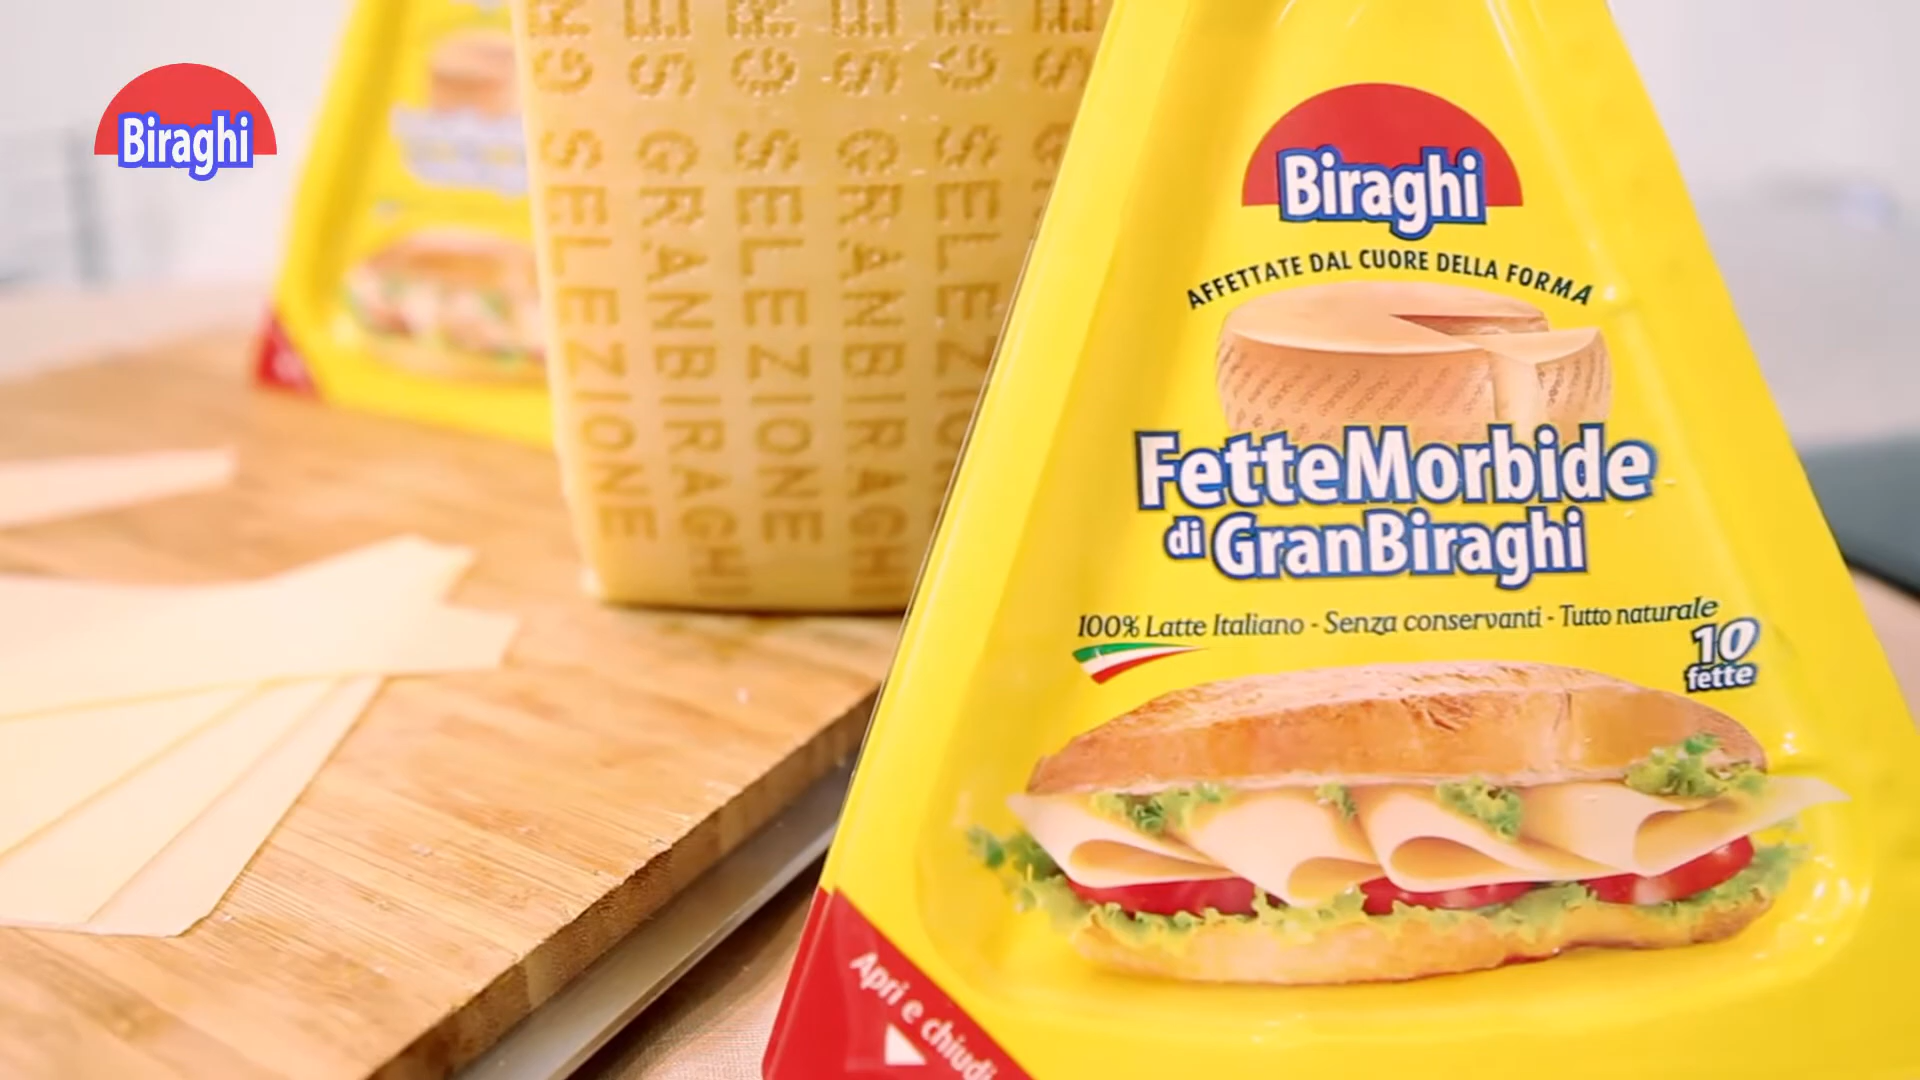 Biraghi
SELEZIONE
GRANBIRAGHI
SELEZIONE
GRANBIRAGHI
Biraghi
AFFETTATE DAL CUORE DELLA FORMA
FetteMorbide
di GranBiraghi
100% Latte Italiano - Senza conservanti - Tutto naturale
10
fette
Apri e chiudi